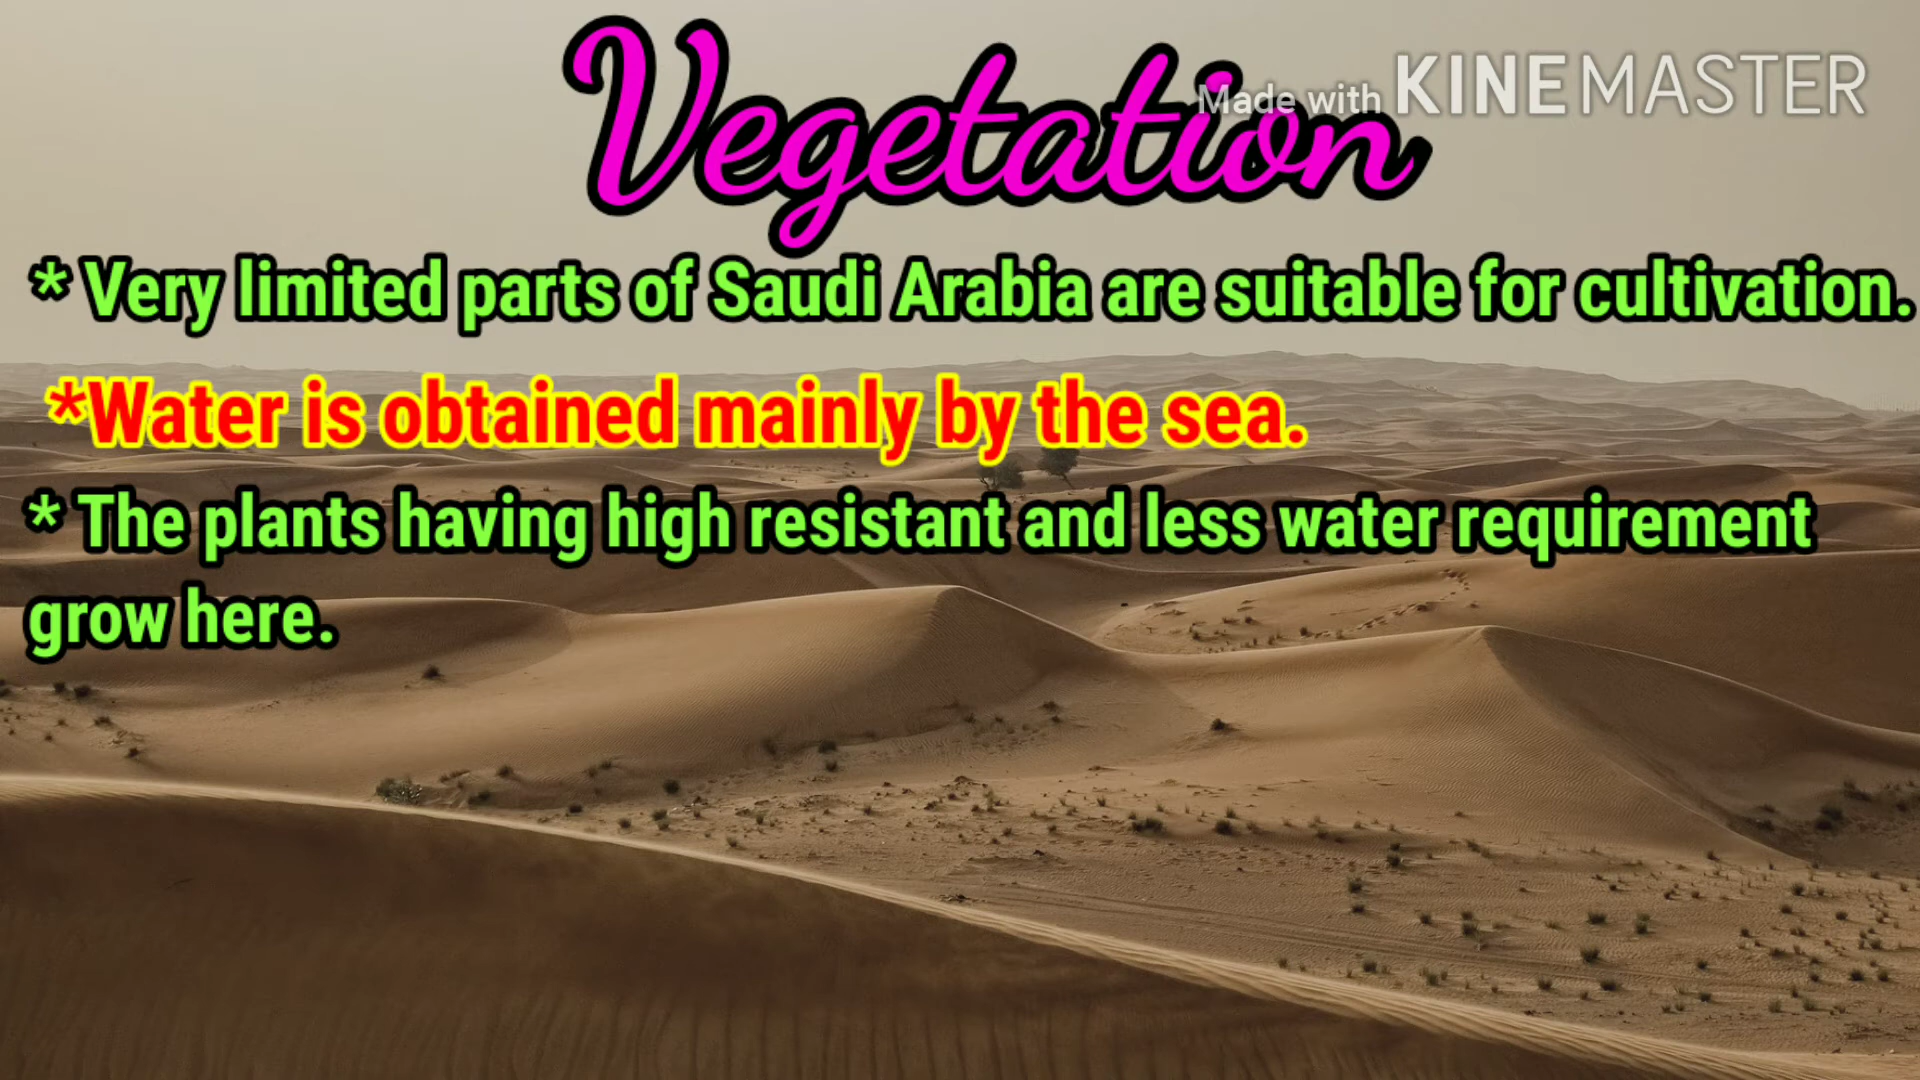 Vegetation
Made with KINEMASTER
* Very limited parts of Saudi Arabia are suitable for cultivation.
*Water is obtained mainly by the sea.
* The plants having high resistant and less water requirement
grow here.